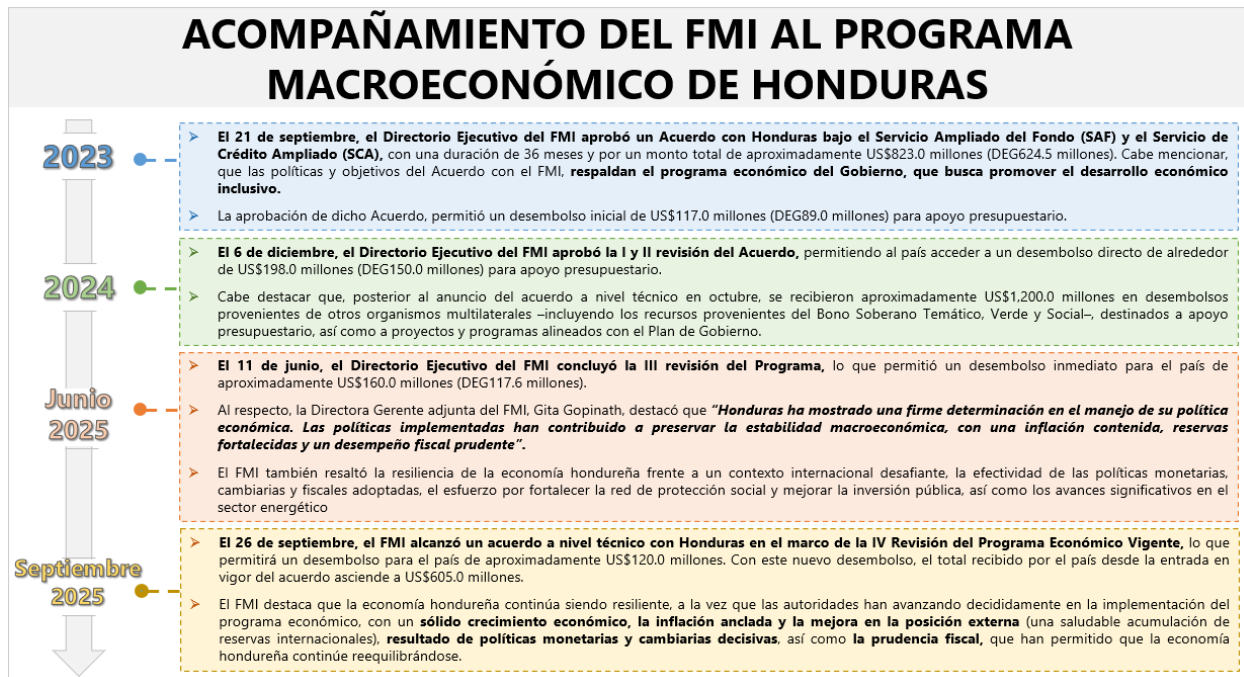 ACOMPAÑAMIENTO DEL FMI AL PROGRAMA
MACROECONÓMICO DE HONDURAS
2023
➢ El 21 de septiembre, el Directorio Ejecutivo del FMI aprobó un Acuerdo con Honduras bajo el Servicio Ampliado del Fondo (SAF) y el Servicio de
Crédito Ampliado (SCA), con una duración de 36 meses y por un monto total de aproximadamente US$823.0 millones (DEG624.5 millones). Cabe mencionar,
que las políticas y objetivos del Acuerdo con el FMI, respaldan el programa económico del Gobierno, que busca promover el desarrollo económico
inclusivo.
➢ La aprobación de dicho Acuerdo, permitió un desembolso inicial de US$117.0 millones (DEG89.0 millones) para apoyo presupuestario.
2024
➢ El 6 de diciembre, el Directorio Ejecutivo del FMI aprobó la I y II revisión del Acuerdo, permitiendo al país acceder a un desembolso directo de alrededor
de US$198.0 millones (DEG150.0 millones) para apoyo presupuestario.
➢ Cabe destacar que, posterior al anuncio del acuerdo a nivel técnico en octubre, se recibieron aproximadamente US$1,200.0 millones en desembolsos
provenientes de otros organismos multilaterales –incluyendo los recursos provenientes del Bono Soberano Temático, Verde y Social–, destinados a apoyo
presupuestario, así como a proyectos y programas alineados con el Plan de Gobierno.
Junio
2025
➢ El 11 de junio, el Directorio Ejecutivo del FMI concluyó la III revisión del Programa, lo que permitió un desembolso inmediato para el país de
aproximadamente US$160.0 millones (DEG117.6 millones).
➢ Al respecto, la Directora Gerente adjunta del FMI, Gita Gopinath, destacó que “Honduras ha mostrado una firme determinación en el manejo de su política
económica. Las políticas implementadas han contribuido a preservar la estabilidad macroeconómica, con una inflación contenida, reservas
fortalecidas y un desempeño fiscal prudente”.
➢ El FMI también resaltó la resiliencia de la economía hondureña frente a un contexto internacional desafiante, la efectividad de las políticas monetarias,
cambiarias y fiscales adoptadas, el esfuerzo por fortalecer la red de protección social y mejorar la inversión pública, así como los avances significativos en el
sector energético
Septiembre
2025
➢ El 26 de septiembre, el FMI alcanzó un acuerdo a nivel técnico con Honduras en el marco de la IV Revisión del Programa Económico Vigente, lo que
permitirá un desembolso para el país de aproximadamente US$120.0 millones. Con este nuevo desembolso, el total recibido por el país desde la entrada en
vigor del acuerdo asciende a US$605.0 millones.
➢ El FMI destaca que la economía hondureña continúa siendo resiliente, a la vez que las autoridades han avanzando decididamente en la implementación del
programa económico, con un sólido crecimiento económico, la inflación anclada y la mejora en la posición externa (una saludable acumulación de
reservas internacionales), resultado de políticas monetarias y cambiarias decisivas, así como la prudencia fiscal, que han permitido que la economía
hondureña continúe reequilibrándose.